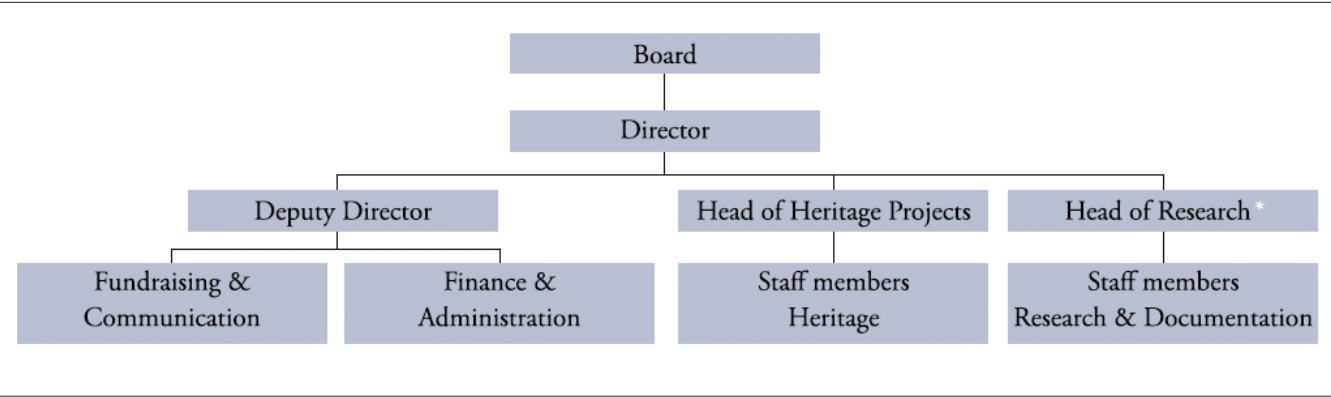 Board
Director
Deputy Director
Head of Heritage Projects
Head of Research*
Fundraising &
Communication
Finance &
Administration
Staff members
Heritage
Staff members
Research & Documentation